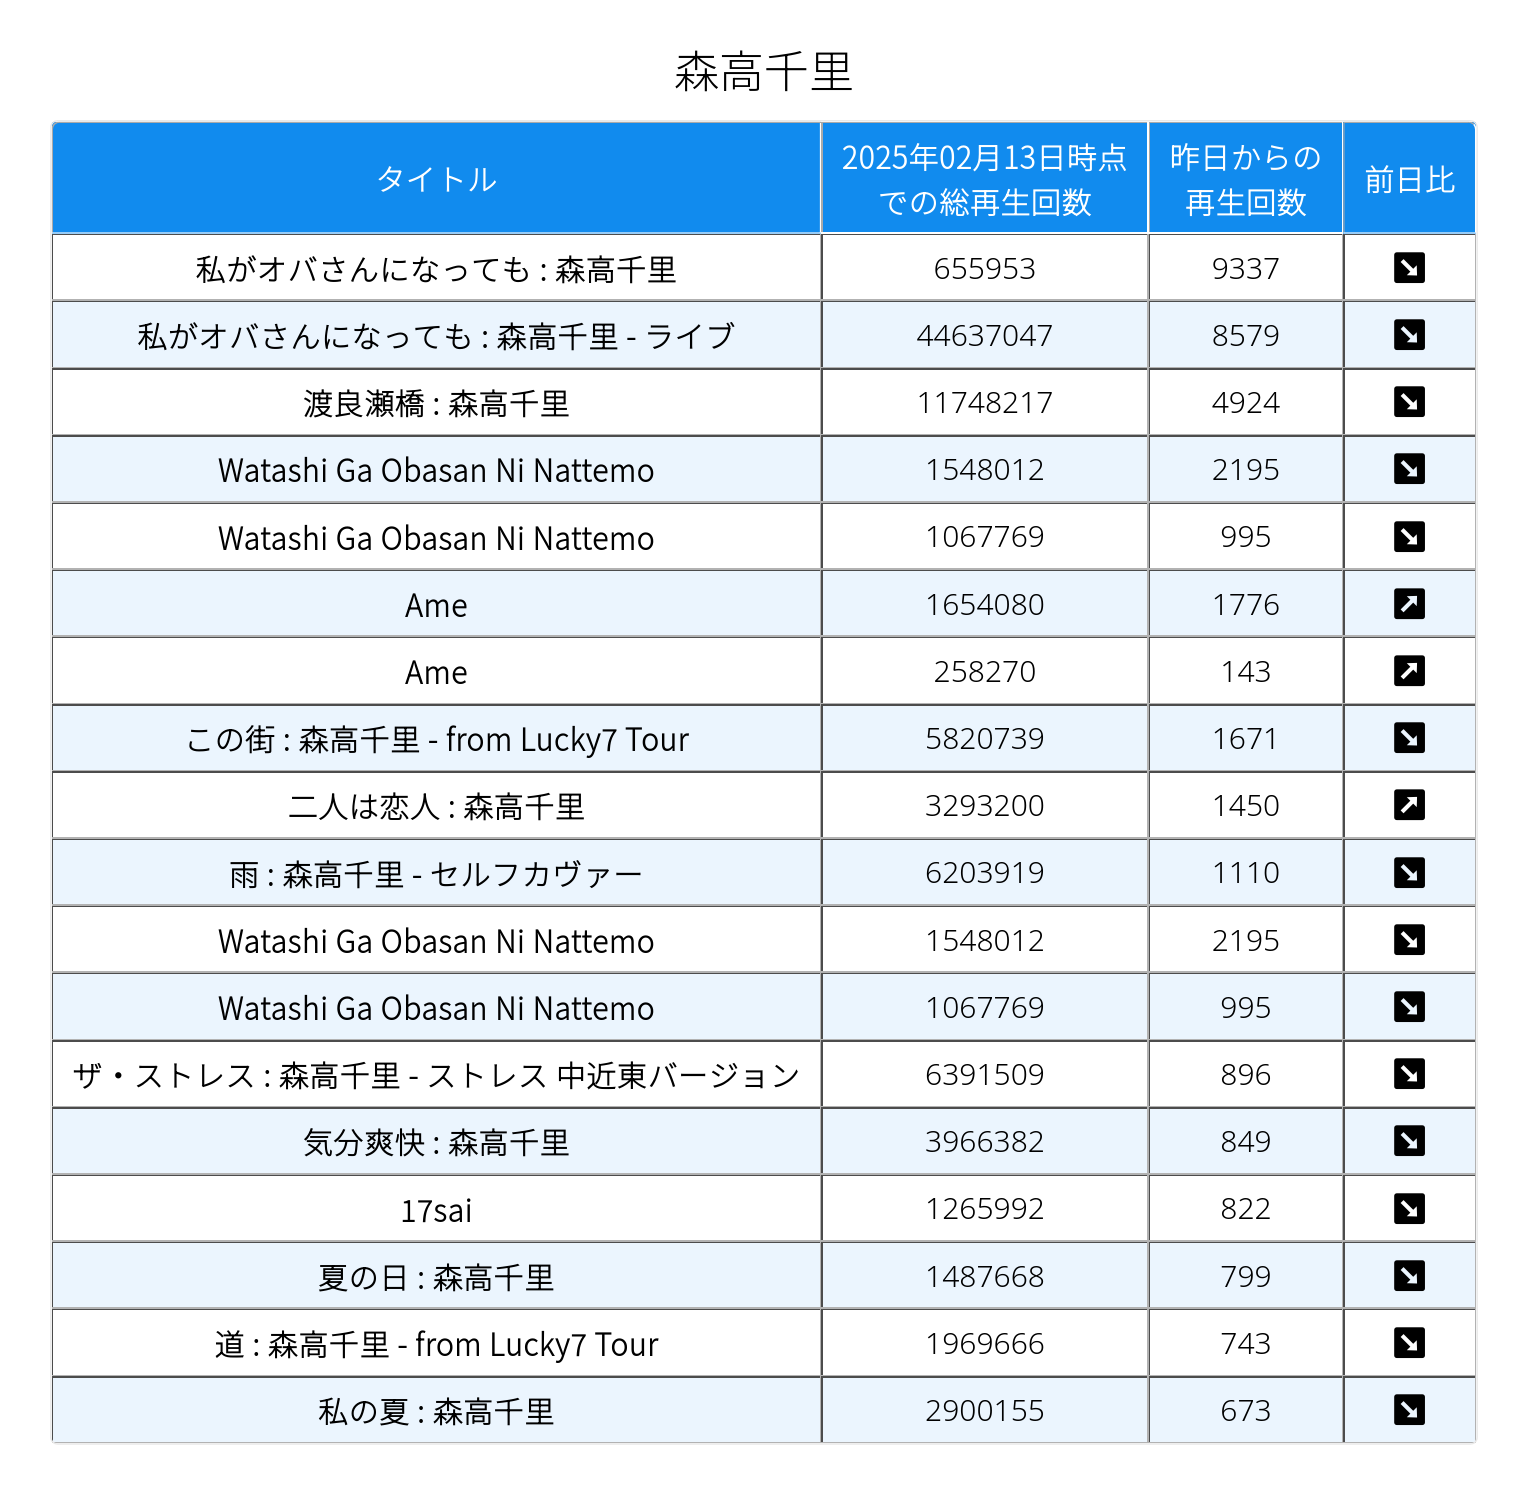 森高千里
タイトル 2025年02月13日時点での総再生回数 昨日からの再生回数 前日比
私がオバさんになっても : 森高千里 655953 9337
私がオバさんになっても : 森高千里 - ライブ 44637047 8579
渡良瀬橋 : 森高千里 11748217 4924
Watashi Ga Obasan Ni Nattemo 1548012 2195
Watashi Ga Obasan Ni Nattemo 1067769 995
Ame 1654080 1776
Ame 258270 143
この街 : 森高千里 - from Lucky7 Tour 5820739 1671
二人は恋人 : 森高千里 3293200 1450
雨 : 森高千里 - セルフカヴァー 6203919 1110
Watashi Ga Obasan Ni Nattemo 1548012 2195
Watashi Ga Obasan Ni Nattemo 1067769 995
ザ・ストレス : 森高千里 - ストレス 中近東バージョン 6391509 896
気分爽快 : 森高千里 3966382 849
17sai 1265992 822
夏の日 : 森高千里 1487668 799
道 : 森高千里 - from Lucky7 Tour 1969666 743
私の夏 : 森高千里 2900155 673